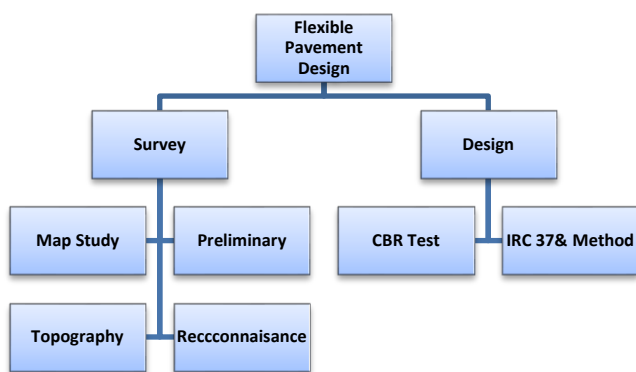 Flexible
Pavement
Design
Survey
Design
Map Study
Preliminary
CBR Test
IRC 37& Method
Topography
Reccconnaisance